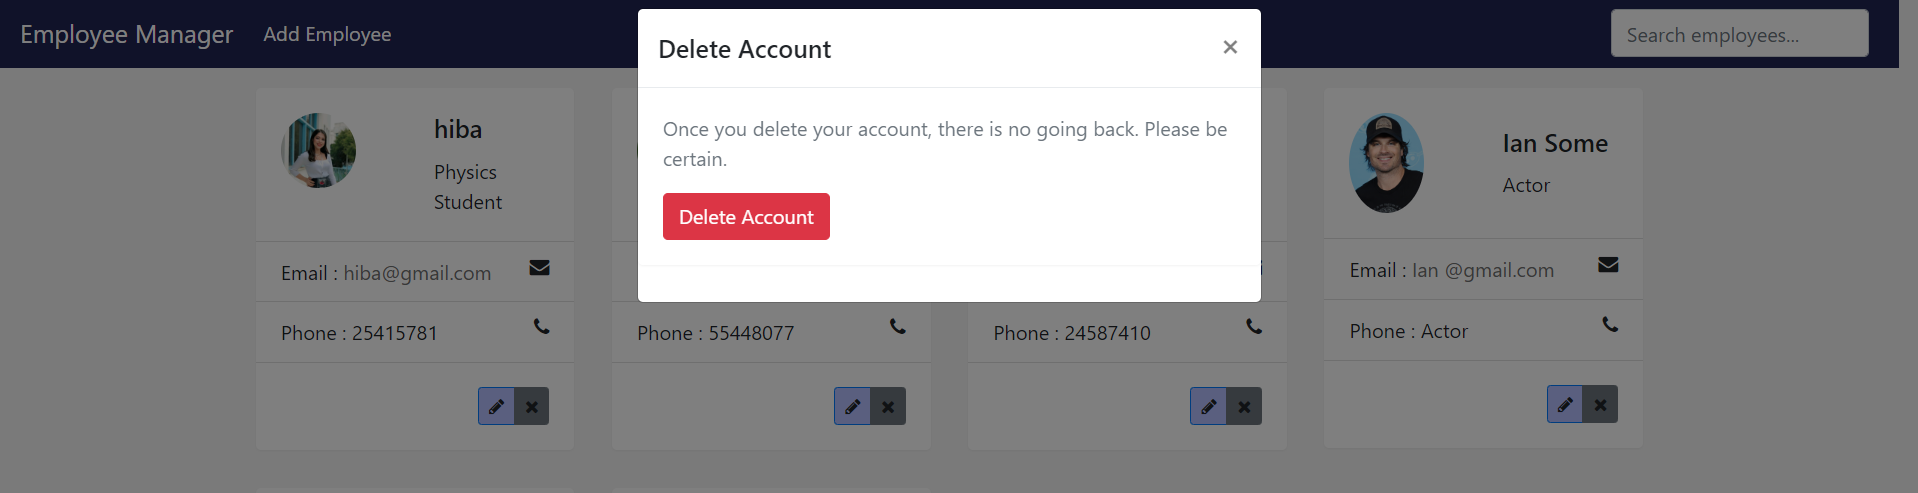 Employee Manager
Add Employee
Search employees...
Delete Account
×
Once you delete your account, there is no going back. Please be
certain.
Delete Account
hiba
Physics
Student
Email : hiba@gmail.com
Phone : 25415781
Phone : 55448077
Phone : 24587410
Ian Some
Actor
Email : Ian @gmail.com
Phone : Actor